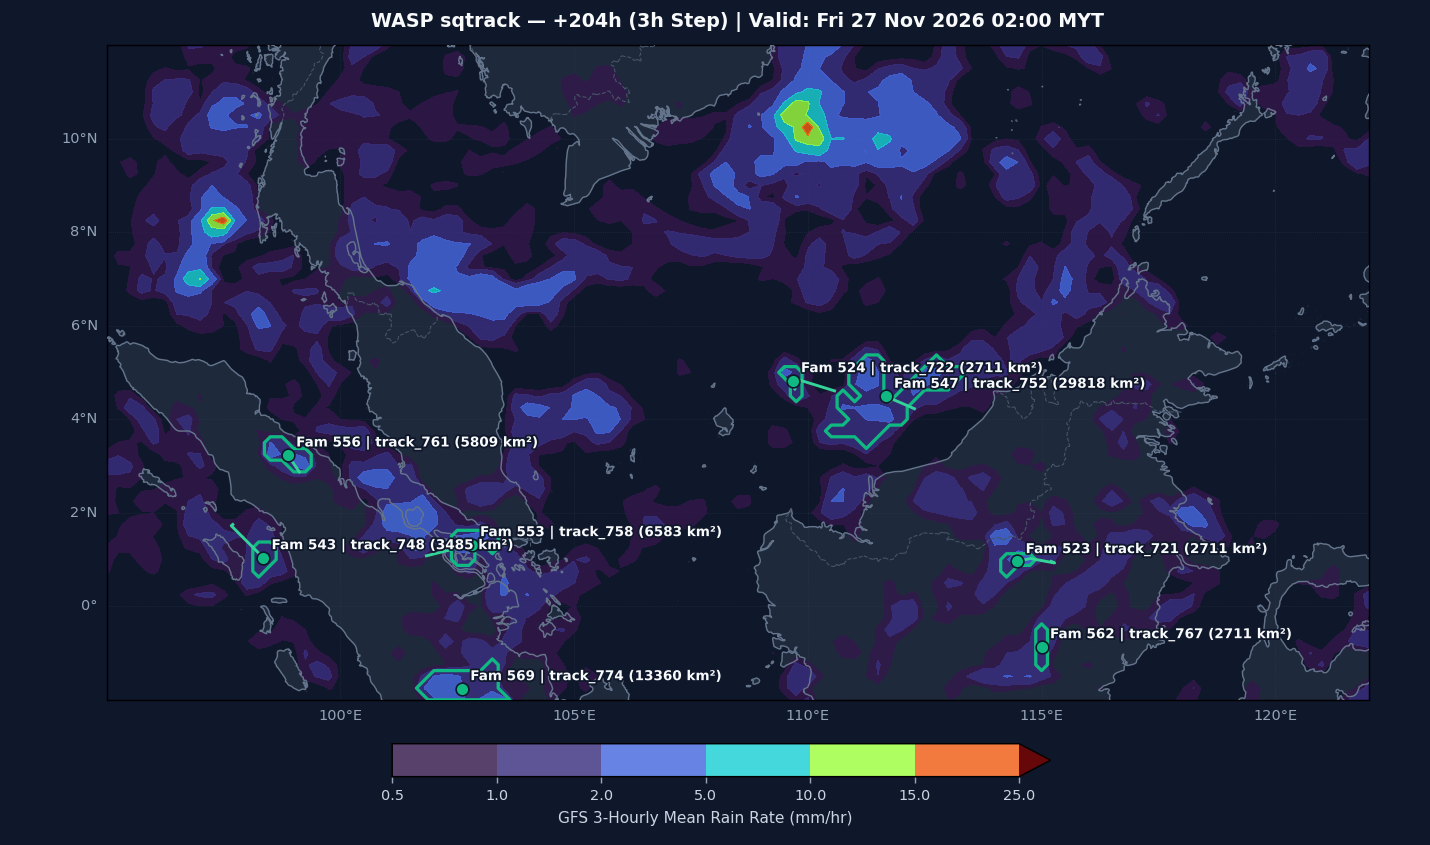 WASP sqtrack — +204h (3h Step) | Valid: Fri 27 Nov 2026 02:00 MYT
10°N
8°N
6°N
4°N
2°N
0°
Fam 524 | track_722 (2711 km²)
Fam 547 | track_752 (29818 km²)
Fam 556 | track_761 (5809 km²)
Fam 553 | track_758 (6583 km²)
Fam 543 | track_748 (3485 km²)
Fam 523 | track_721 (2711 km²)
Fam 562 | track_767 (2711 km²)
Fam 569 | track_774 (13360 km²)
100°E 105°E 110°E 115°E 120°E
0.5 1.0 2.0 5.0 10.0 15.0 25.0
GFS 3-Hourly Mean Rain Rate (mm/hr)